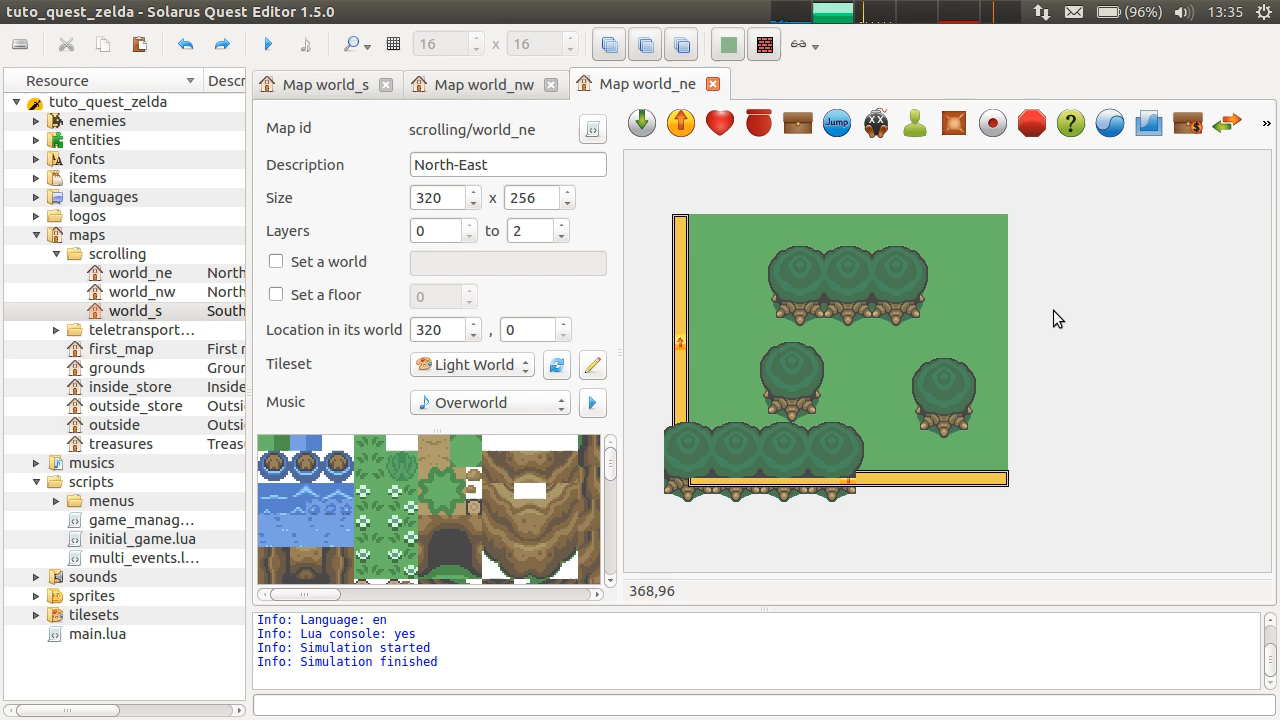 tuto_quest_zelda - Solarus Quest Editor 1.5.0
(96%)
13:35
16 x 16
Resource Descr
Map world_s
Map world_nw
Map world_ne
tuto_quest_zelda
enemies
entities
fonts
items
languages
logos
maps
scrolling
world_ne North
world_nw North
world_s South
teletransport...
first_map First r
grounds Grour
inside_store Inside
outside_store Outsi
outside Outsi
treasures Treas
musics
scripts
menus
game_manag...
initial_game.lua
multi_events.l...
sounds
sprites
tilesets
main.lua
Map id scrolling/world_ne
Description North-East
Size 320 x 256
Layers 0 to 2
Set a world
Set a floor 0
Location in its world 320 , 0
Tileset Light World
Music Overworld
Jump
XX
?
$
»
368,96
Info: Language: en
Info: Lua console: yes
Info: Simulation started
Info: Simulation finished